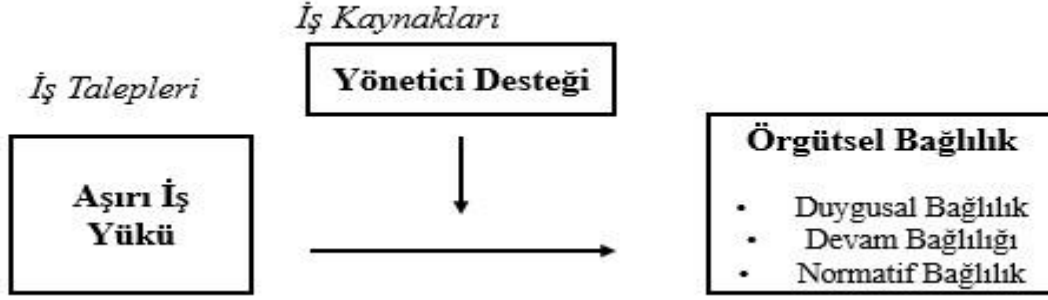 İş Kaynakları
Yönetici Desteği
İş Talepleri
Aşırı İş
Yükü
Örgütsel Bağlılık
• Duygusal Bağlılık
• Devam Bağlılığı
• Normatif Bağlılık